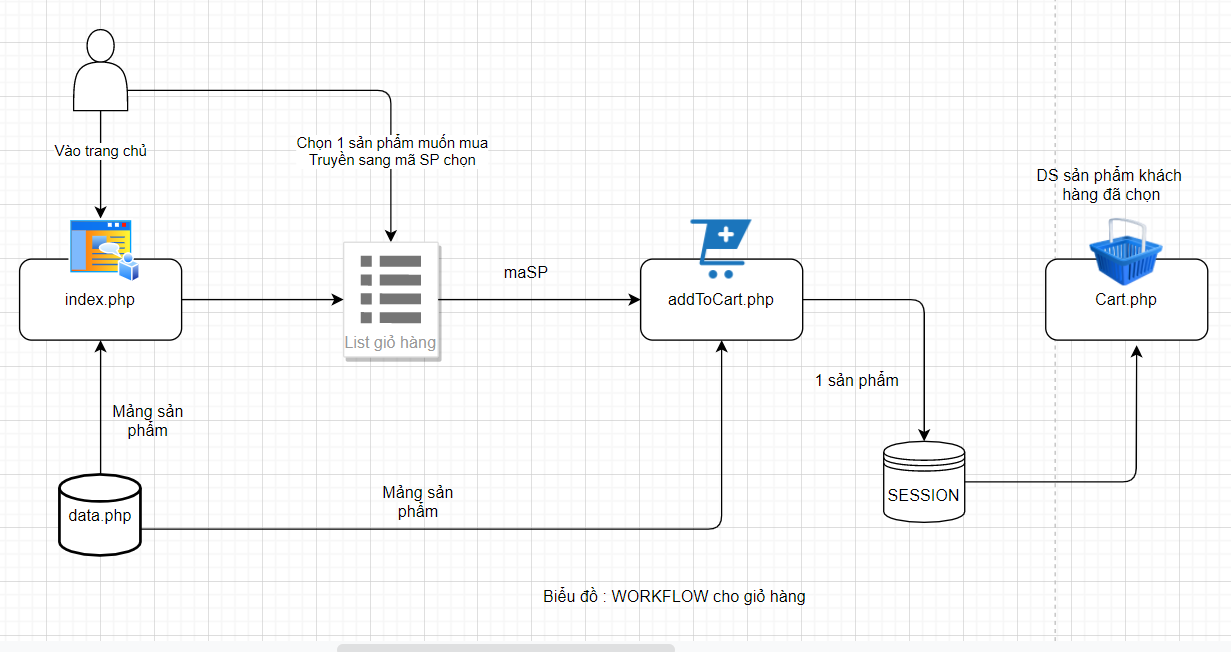 Vào trang chủ
Chọn 1 sản phẩm muốn mua
Truyền sang mã SP chọn
DS sản phẩm khách
hàng đã chọn
index.php
List giỏ hàng
maSP
addToCart.php
Cart.php
1 sản phẩm
Mảng sản
phẩm
data.php
Mảng sản
phẩm
SESSION
Biểu đồ : WORKFLOW cho giỏ hàng